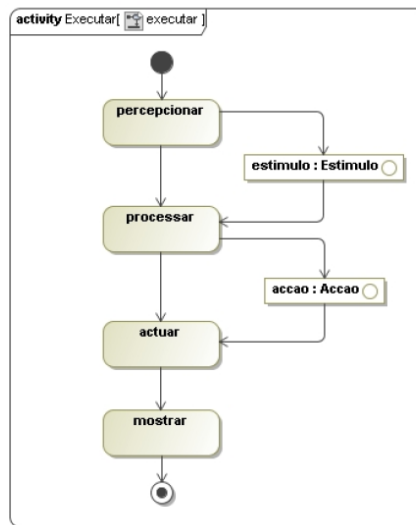 activity Executar[ executar ]
percepcionar
estimulo : Estimulo
processar
accao : Accao
actuar
mostrar